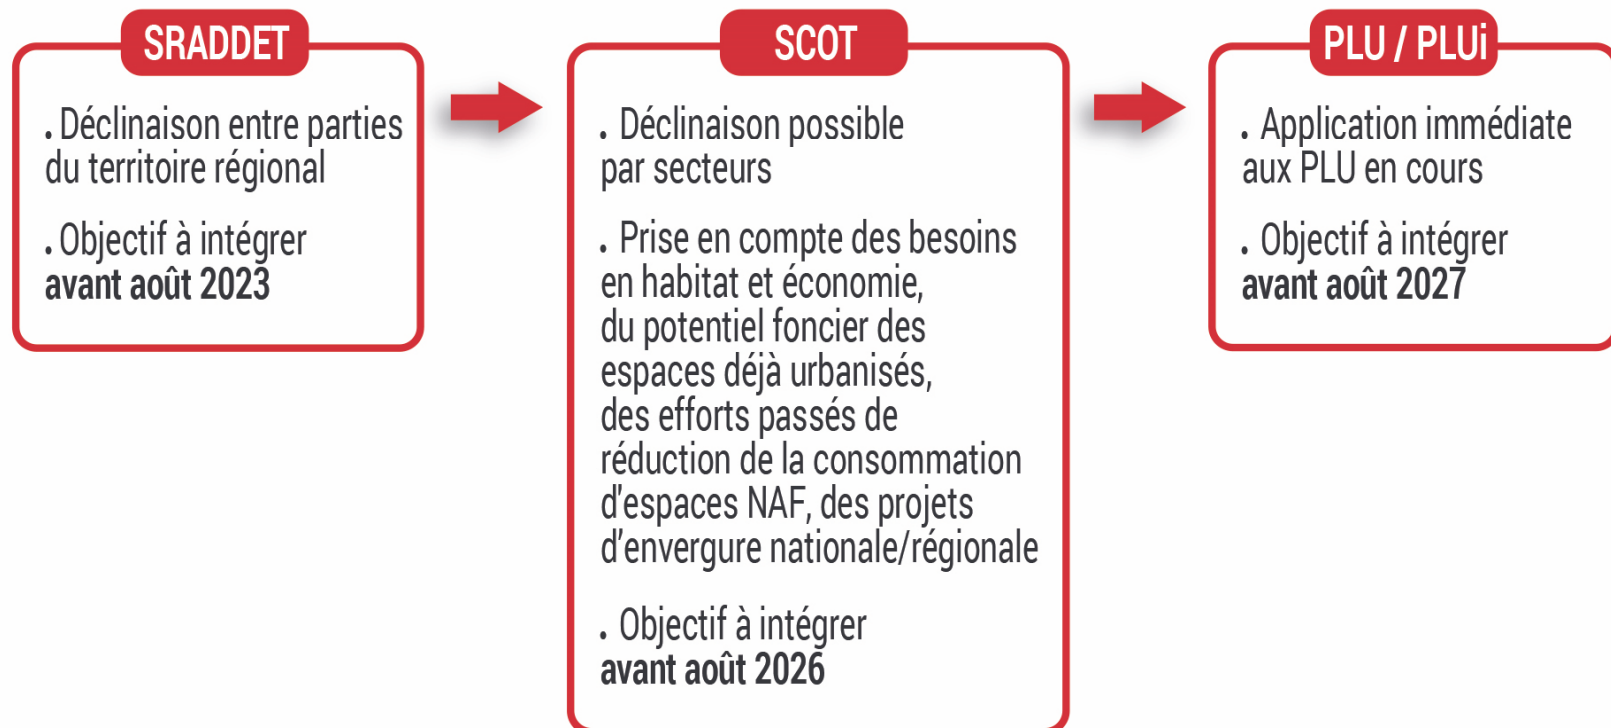 SRADDET
. Déclinaison entre parties
du territoire régional
. Objectif à intégrer
avant août 2023
SCOT
. Déclinaison possible
par secteurs
. Prise en compte des besoins
en habitat et économie,
du potentiel foncier des
espaces déjà urbanisés,
des efforts passés de
réduction de la consommation
d'espaces NAF, des projets
d'envergure nationale/régionale
. Objectif à intégrer
avant août 2026
PLU / PLUi
. Application immédiate
aux PLU en cours
. Objectif à intégrer
avant août 2027